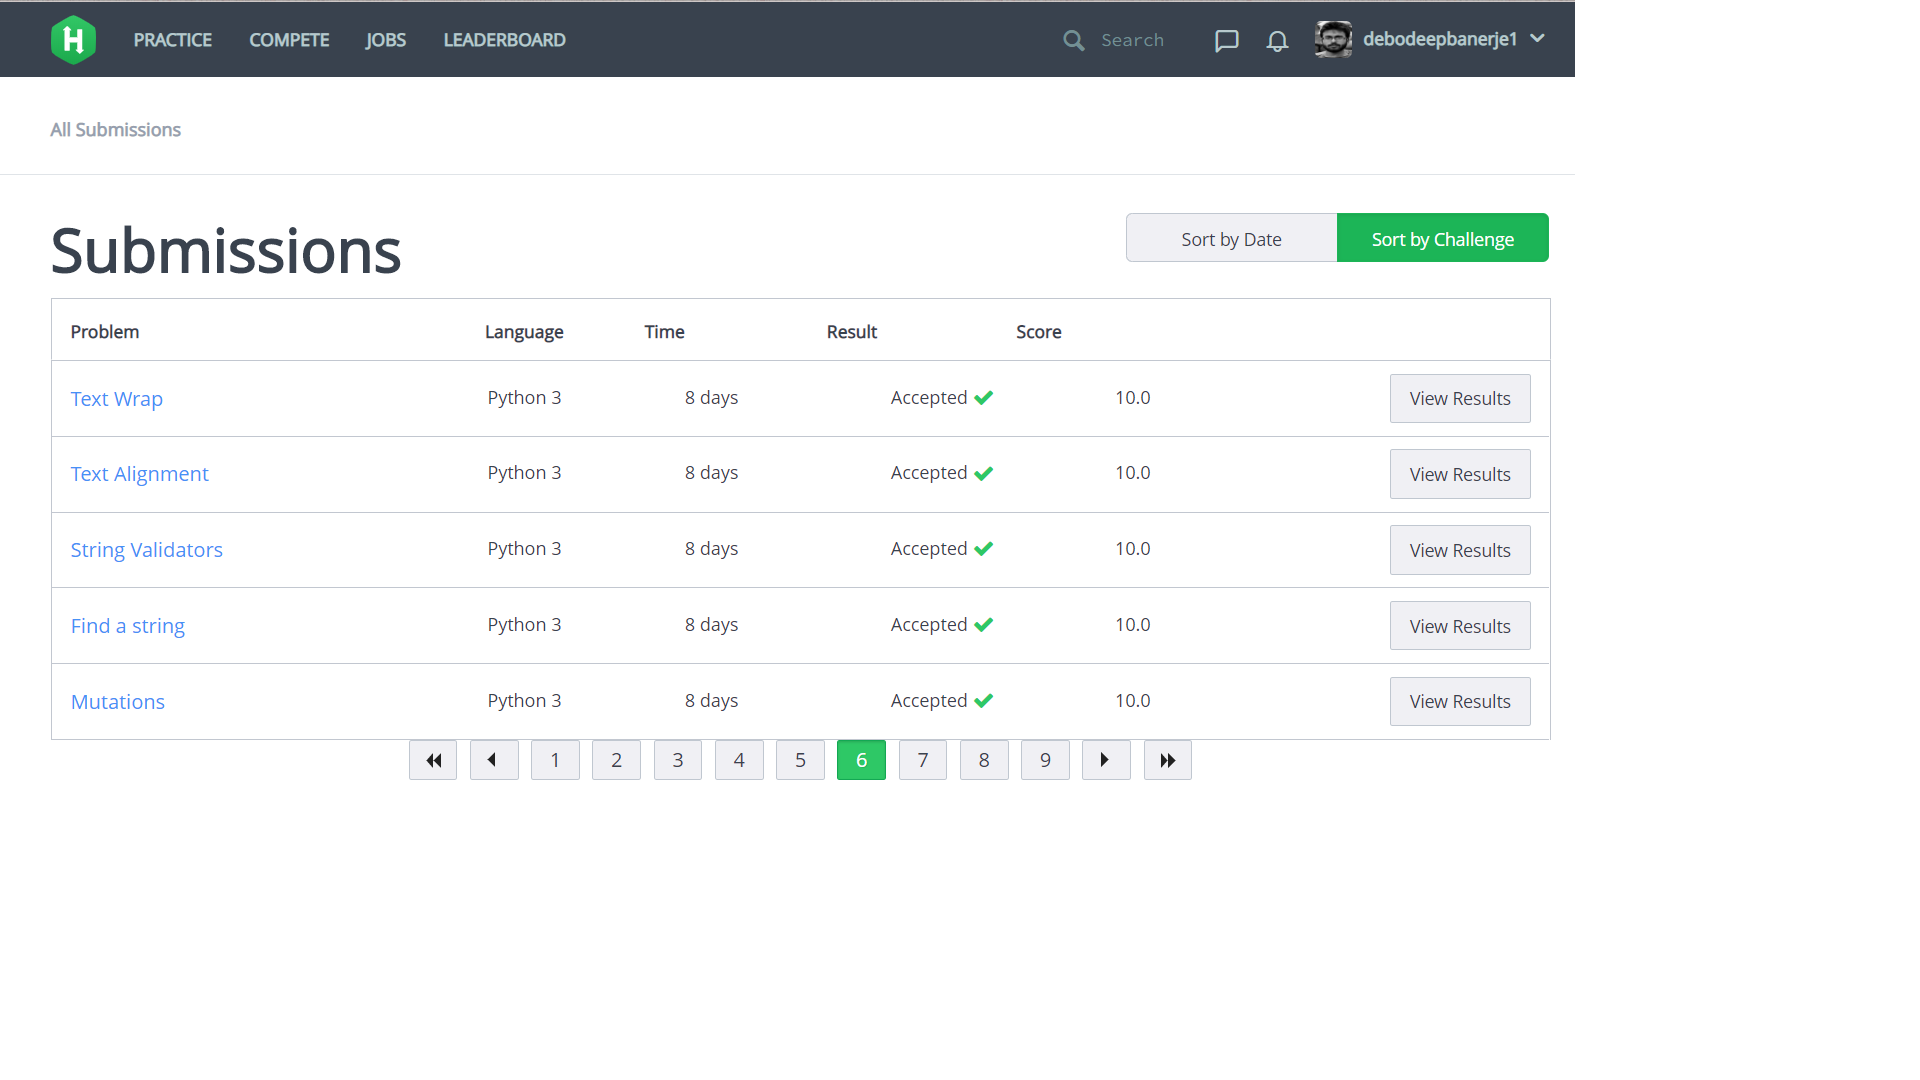 H PRACTICE COMPETE JOBS LEADERBOARD Search debodeepbanerje1
All Submissions
Submissions
Sort by Date Sort by Challenge
Problem Language Time Result Score
Text Wrap Python 3 8 days Accepted 10.0 View Results
Text Alignment Python 3 8 days Accepted 10.0 View Results
String Validators Python 3 8 days Accepted 10.0 View Results
Find a string Python 3 8 days Accepted 10.0 View Results
Mutations Python 3 8 days Accepted 10.0 View Results
1 2 3 4 5 6 7 8 9